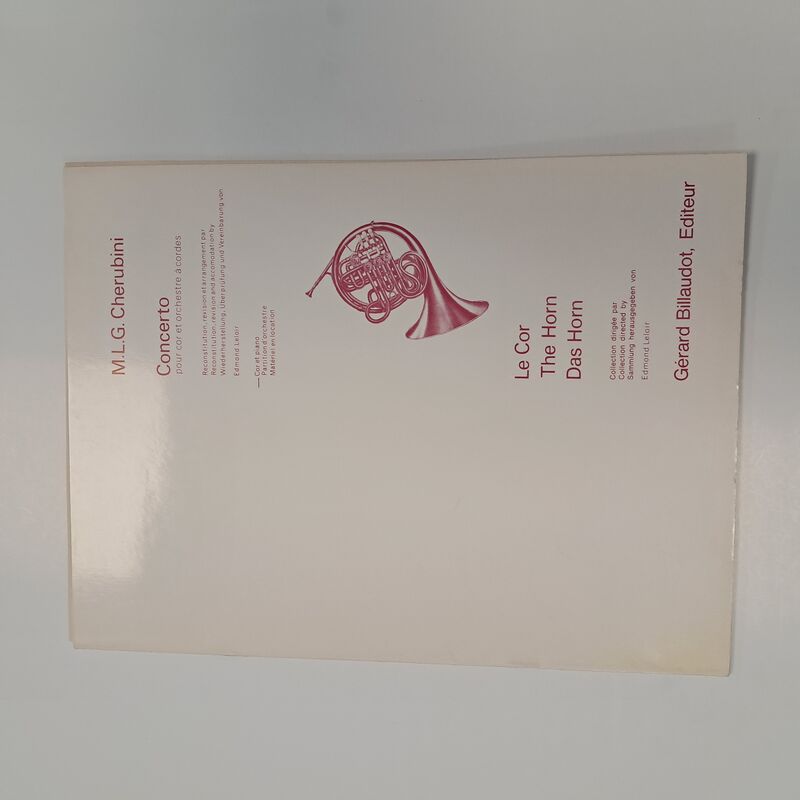 M.L.G. Cherubini
Concerto
pour cor et orchestre à cordes
Reconstitution, revision et arrangement par
Reconstitution, revision and accomodation by
Wiederherstellung, Überprüfung und Vereinbarung von
Edmond Leloir
Cor et piano
Partition d'orchestre
Matériel en location
Le Cor
The Horn
Das Horn
Collection dirigée par
Collection directed by
Sammlung herausgegeben von
Edmond Leloir
Gérard Billaudot, Editeur